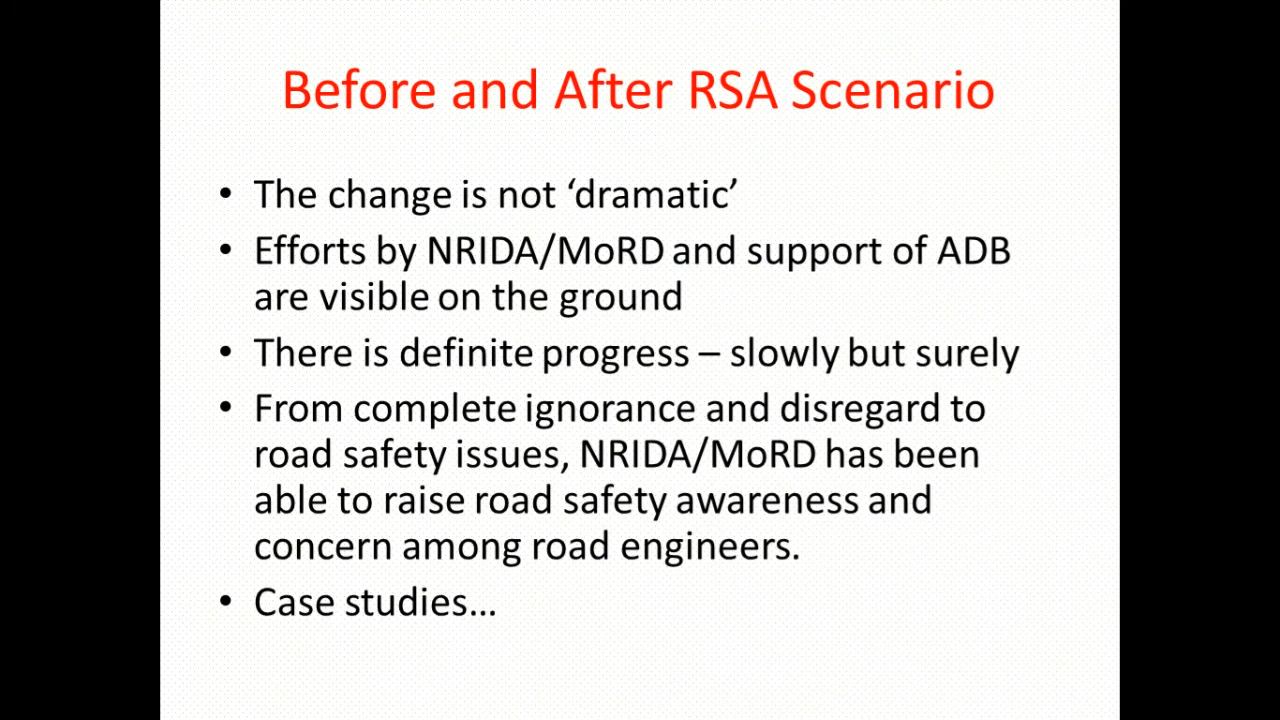 Before and After RSA Scenario
• The change is not ‘dramatic’
• Efforts by NRIDA/MoRD and support of ADB
are visible on the ground
• There is definite progress – slowly but surely
• From complete ignorance and disregard to
road safety issues, NRIDA/MoRD has been
able to raise road safety awareness and
concern among road engineers.
• Case studies…